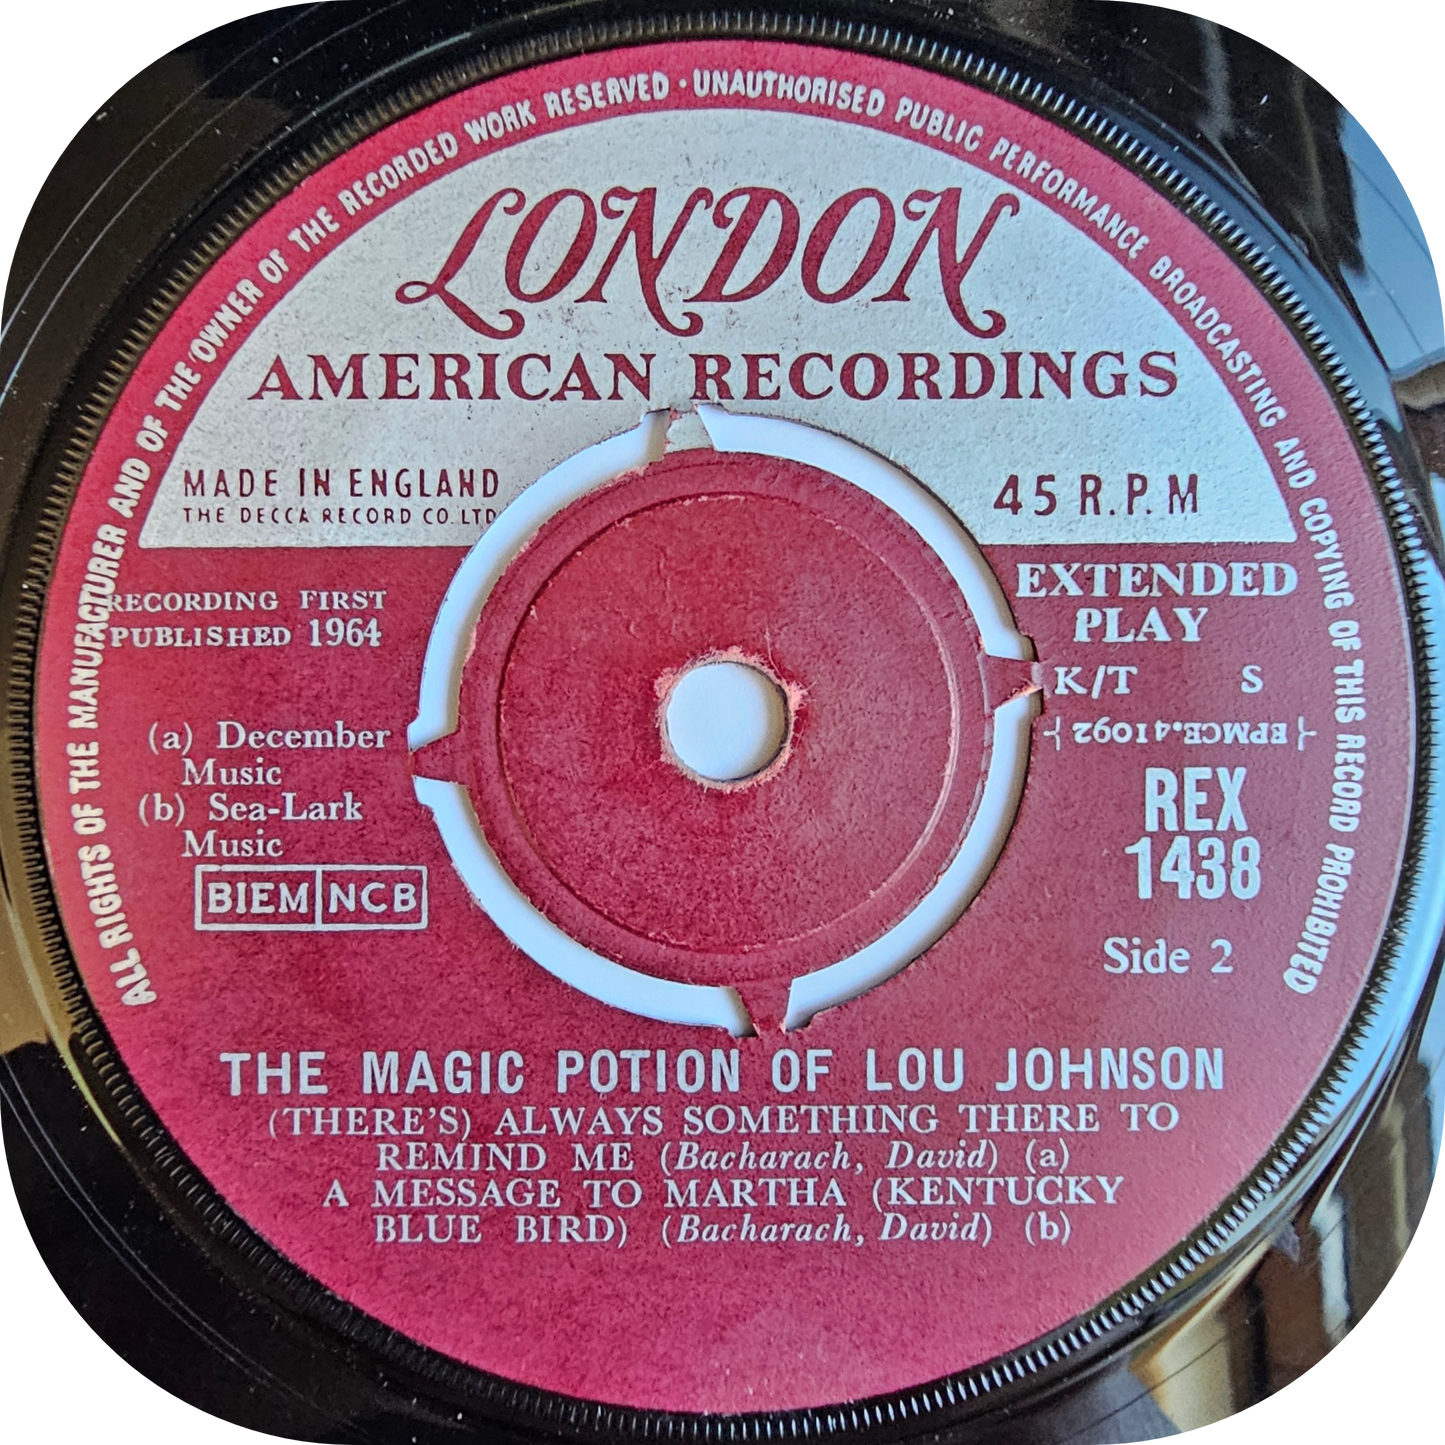 ALL RIGHTS OF THE MANUFACTURER AND OF THE OWNER OF THE RECORDED WORK RESERVED · UNAUTHORISED PUBLIC PERFORMANCE BROADCASTING AND COPYING OF THIS RECORD PROHIBITED
LONDON
AMERICAN RECORDINGS
MADE IN ENGLAND
THE DECCA RECORD CO. LTD
45 R.P.M
RECORDING FIRST
PUBLISHED 1964
EXTENDED
PLAY
K/T S
EPMCE.41092
(a) December
Music
(b) Sea-Lark
Music
BIEM NCB
REX
1438
Side 2
THE MAGIC POTION OF LOU JOHNSON
(THERE'S) ALWAYS SOMETHING THERE TO
REMIND ME (Bacharach, David) (a)
A MESSAGE TO MARTHA (KENTUCKY
BLUE BIRD) (Bacharach, David) (b)